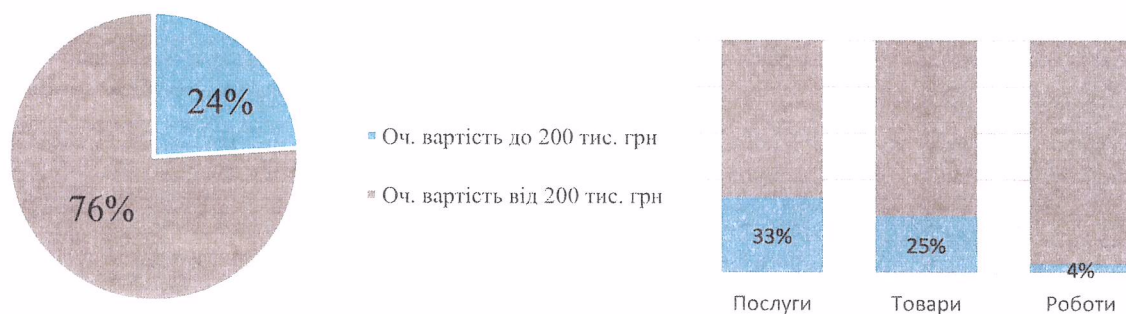 24%
76%
Оч. вартість до 200 тис. грн
Оч. вартість від 200 тис. грн
33%
25%
4%
Послуги Товари Роботи